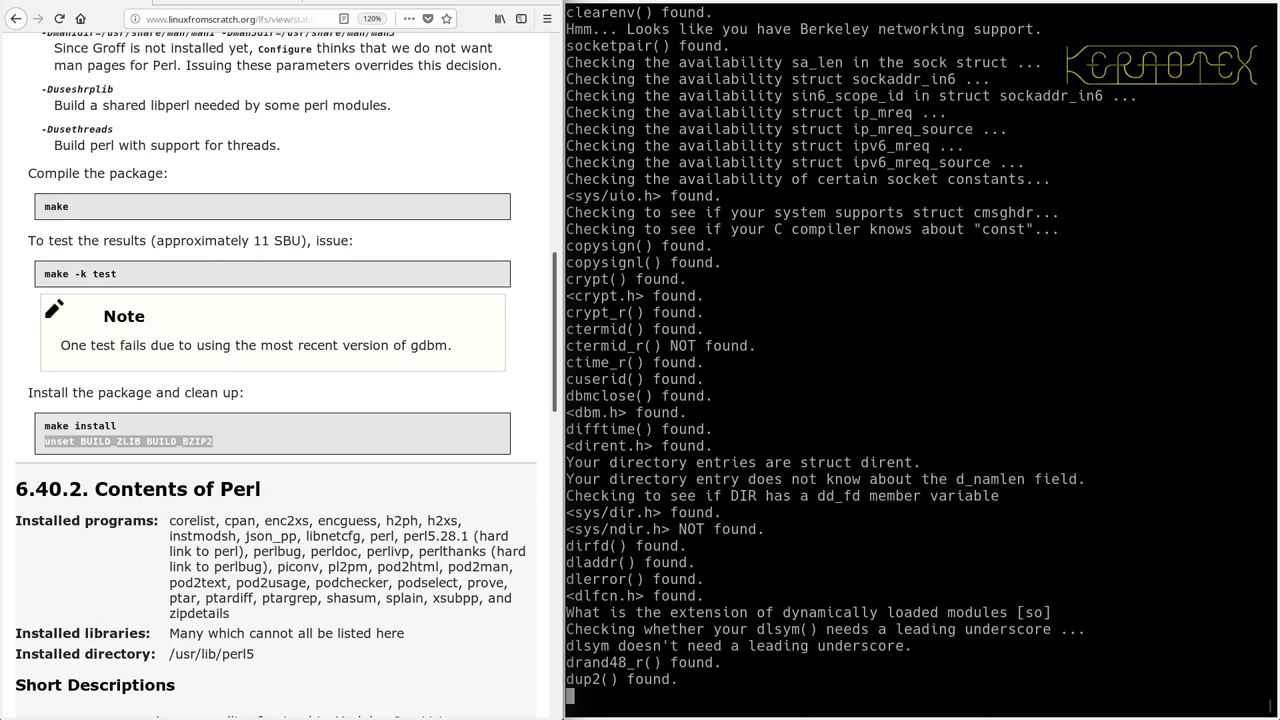 www.linuxfromscratch.org/lfs/view/stab
120%
Since Groff is not installed yet, Configure thinks that we do not want
man pages for Perl. Issuing these parameters overrides this decision.
-Duseshrplib
Build a shared libperl needed by some perl modules.
-Dusethreads
Build perl with support for threads.
Compile the package:
make
To test the results (approximately 11 SBU), issue:
make -k test
Note
One test fails due to using the most recent version of gdbm.
Install the package and clean up:
make install
unset BUILD_ZLIB BUILD_BZIP2
6.40.2. Contents of Perl
Installed programs: corelist, cpan, enc2xs, encguess, h2ph, h2xs,
instmodsh, json_pp, libnetcfg, perl, perl5.28.1 (hard
link to perl), perlbug, perldoc, perlivp, perlthanks (hard
link to perlbug), piconv, pl2pm, pod2html, pod2man,
pod2text, pod2usage, podchecker, podselect, prove,
ptar, ptardiff, ptargrep, shasum, splain, xsubpp, and
zipdetails
Installed libraries: Many which cannot all be listed here
Installed directory: /usr/lib/perl5
Short Descriptions
clearenv() found.
Hmm... Looks like you have Berkeley networking support.
socketpair() found.
Checking the availability sa_len in the sock struct ...
Checking the availability struct sockaddr_in6 ...
Checking the availability sin6_scope_id in struct sockaddr_in6 ...
Checking the availability struct ip_mreq ...
Checking the availability struct ip_mreq_source ...
Checking the availability struct ipv6_mreq ...
Checking the availability struct ipv6_mreq_source ...
Checking the availability of certain socket constants...
<sys/uio.h> found.
Checking to see if your system supports struct cmsghdr...
Checking to see if your C compiler knows about "const"...
copysign() found.
copysignl() found.
crypt() found.
<crypt.h> found.
crypt_r() found.
ctermid() found.
ctermid_r() NOT found.
ctime_r() found.
cuserid() found.
dbmclose() found.
<dbm.h> found.
difftime() found.
<dirent.h> found.
Your directory entries are struct dirent.
Your directory entry does not know about the d_namlen field.
Checking to see if DIR has a dd_fd member variable
<sys/dir.h> found.
<sys/ndir.h> NOT found.
dirfd() found.
dladdr() found.
dlerror() found.
<dlfcn.h> found.
What is the extension of dynamically loaded modules [so]
Checking whether your dlsym() needs a leading underscore ...
dlsym doesn't need a leading underscore.
drand48_r() found.
dup2() found.